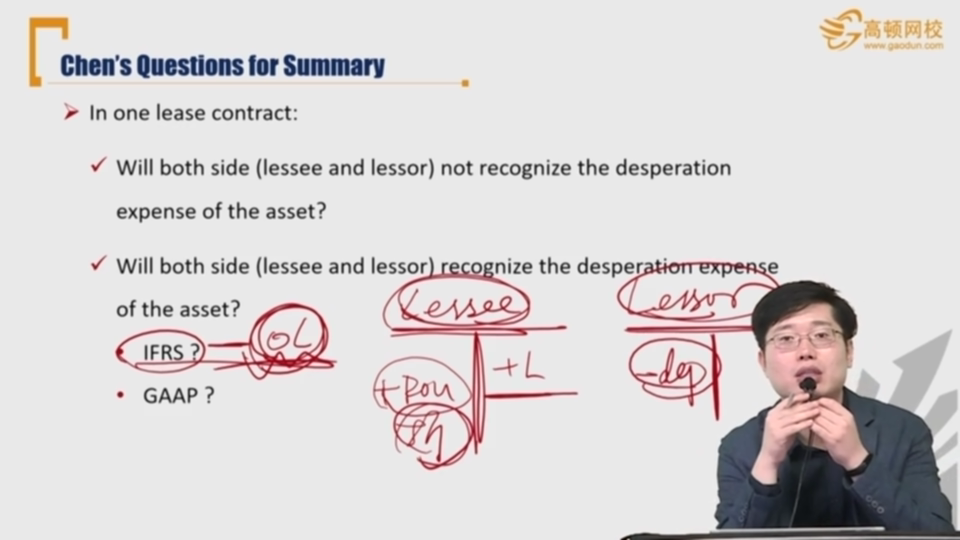 高顿网校
www.gaodun.com
Chen's Questions for Summary
In one lease contract:
Will both side (lessee and lessor) not recognize the desperation
expense of the asset?
Will both side (lessee and lessor) recognize the desperation expense
of the asset?
Lessee
Lessor
IFRS ?
OL
+L
-dep
GAAP ?